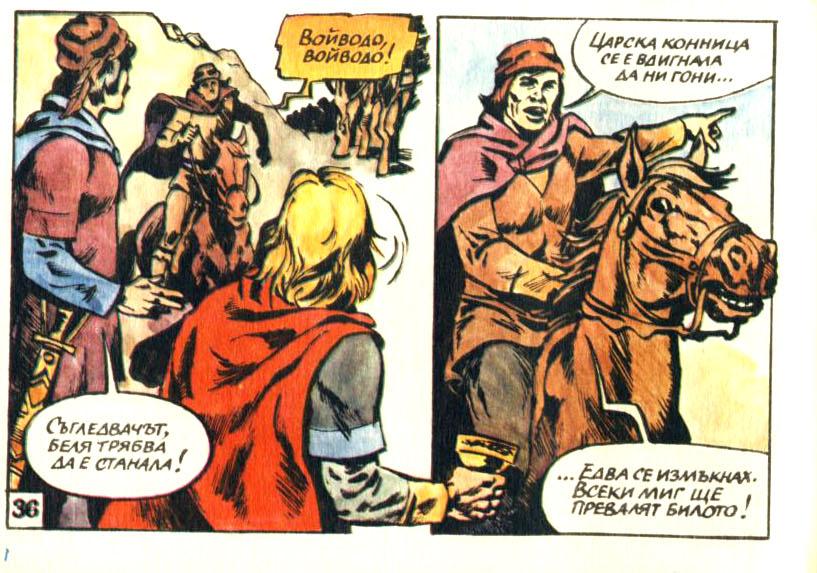 Войводо,
войводо!
Съгледвачът,
беля трябва
да е станала!
36
Царска конница
се е вдигнала
да ни гони...
...Едва се измъкнах.
Всеки миг ще
превалят билото!